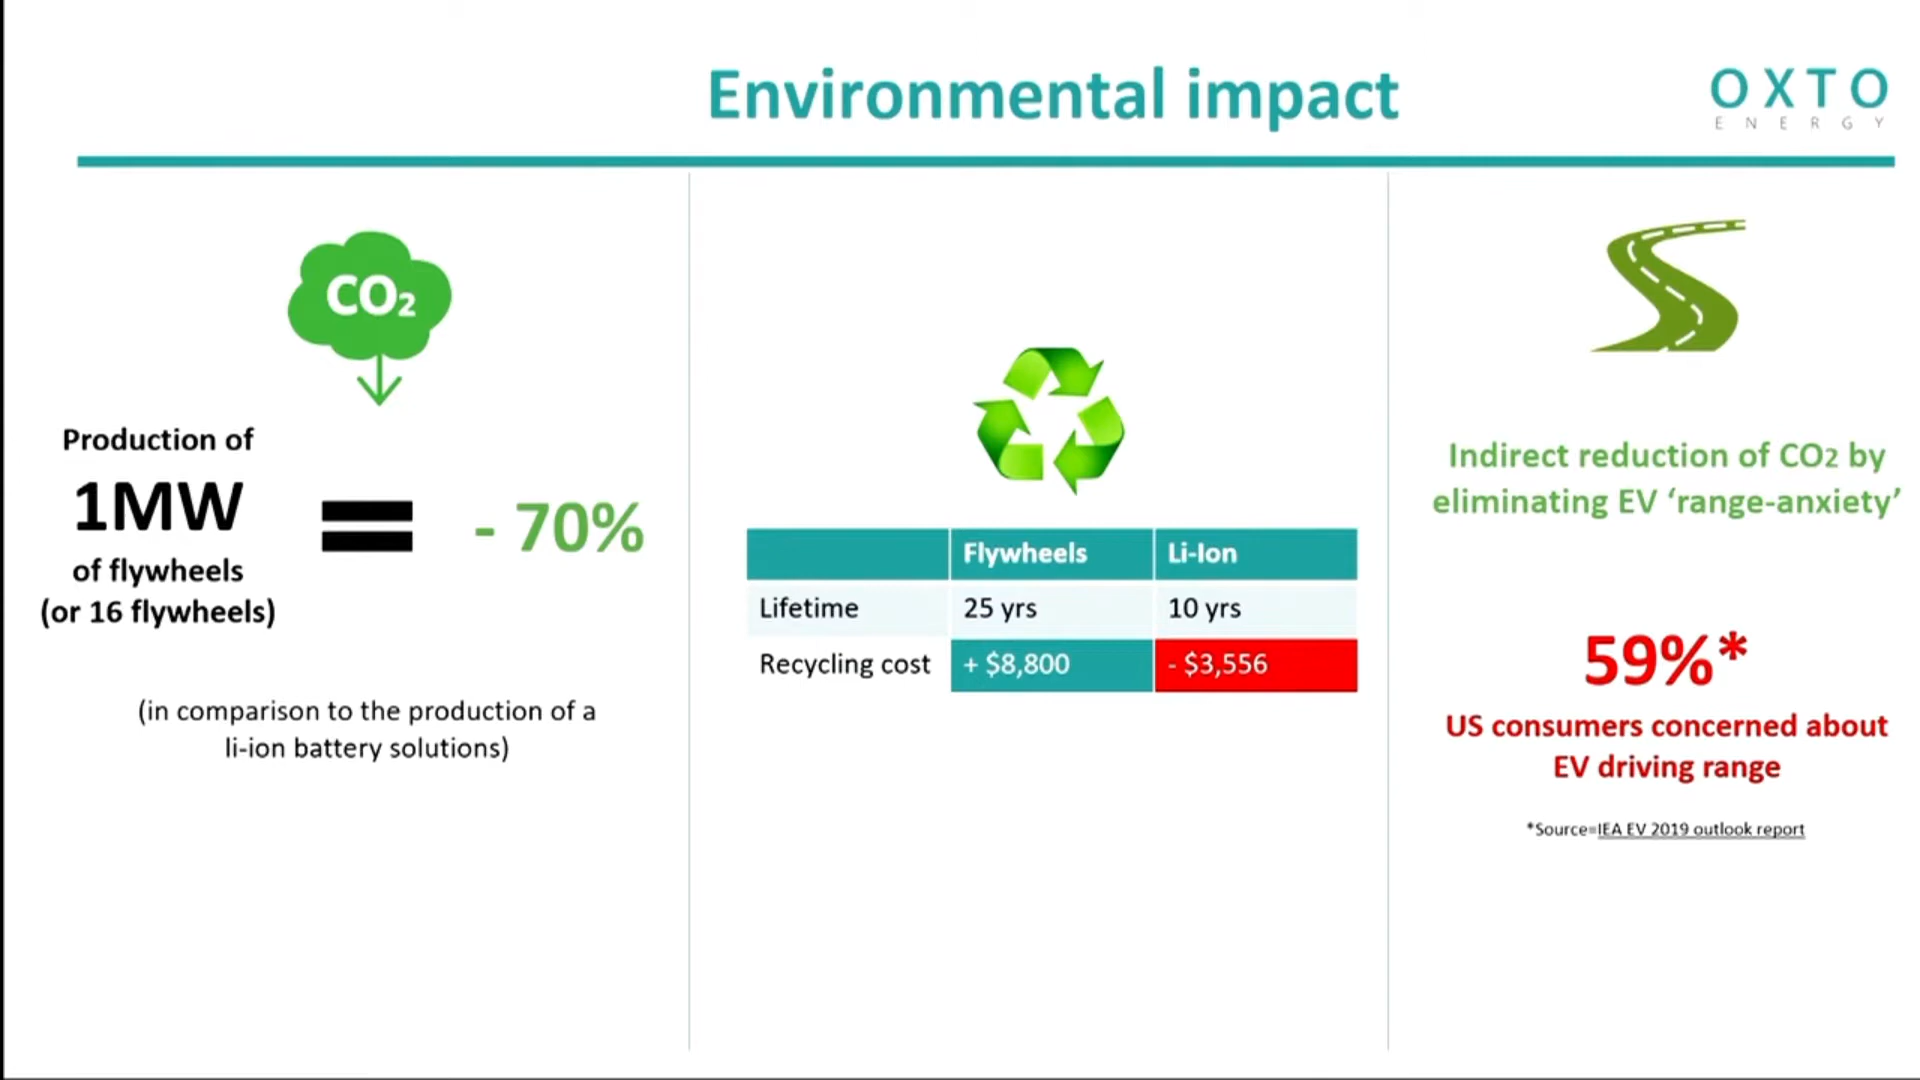 Environmental impact
OXTO
ENERGY
CO₂
Production of
1MW
of flywheels
(or 16 flywheels)
- 70%
(in comparison to the production of a
li-ion battery solutions)
Flywheels Li-Ion
Lifetime 25 yrs 10 yrs
Recycling cost + $8,800 - $3,556
Indirect reduction of CO2 by
eliminating EV ‘range-anxiety’
59%*
US consumers concerned about
EV driving range
*Source=IEA EV 2019 outlook report